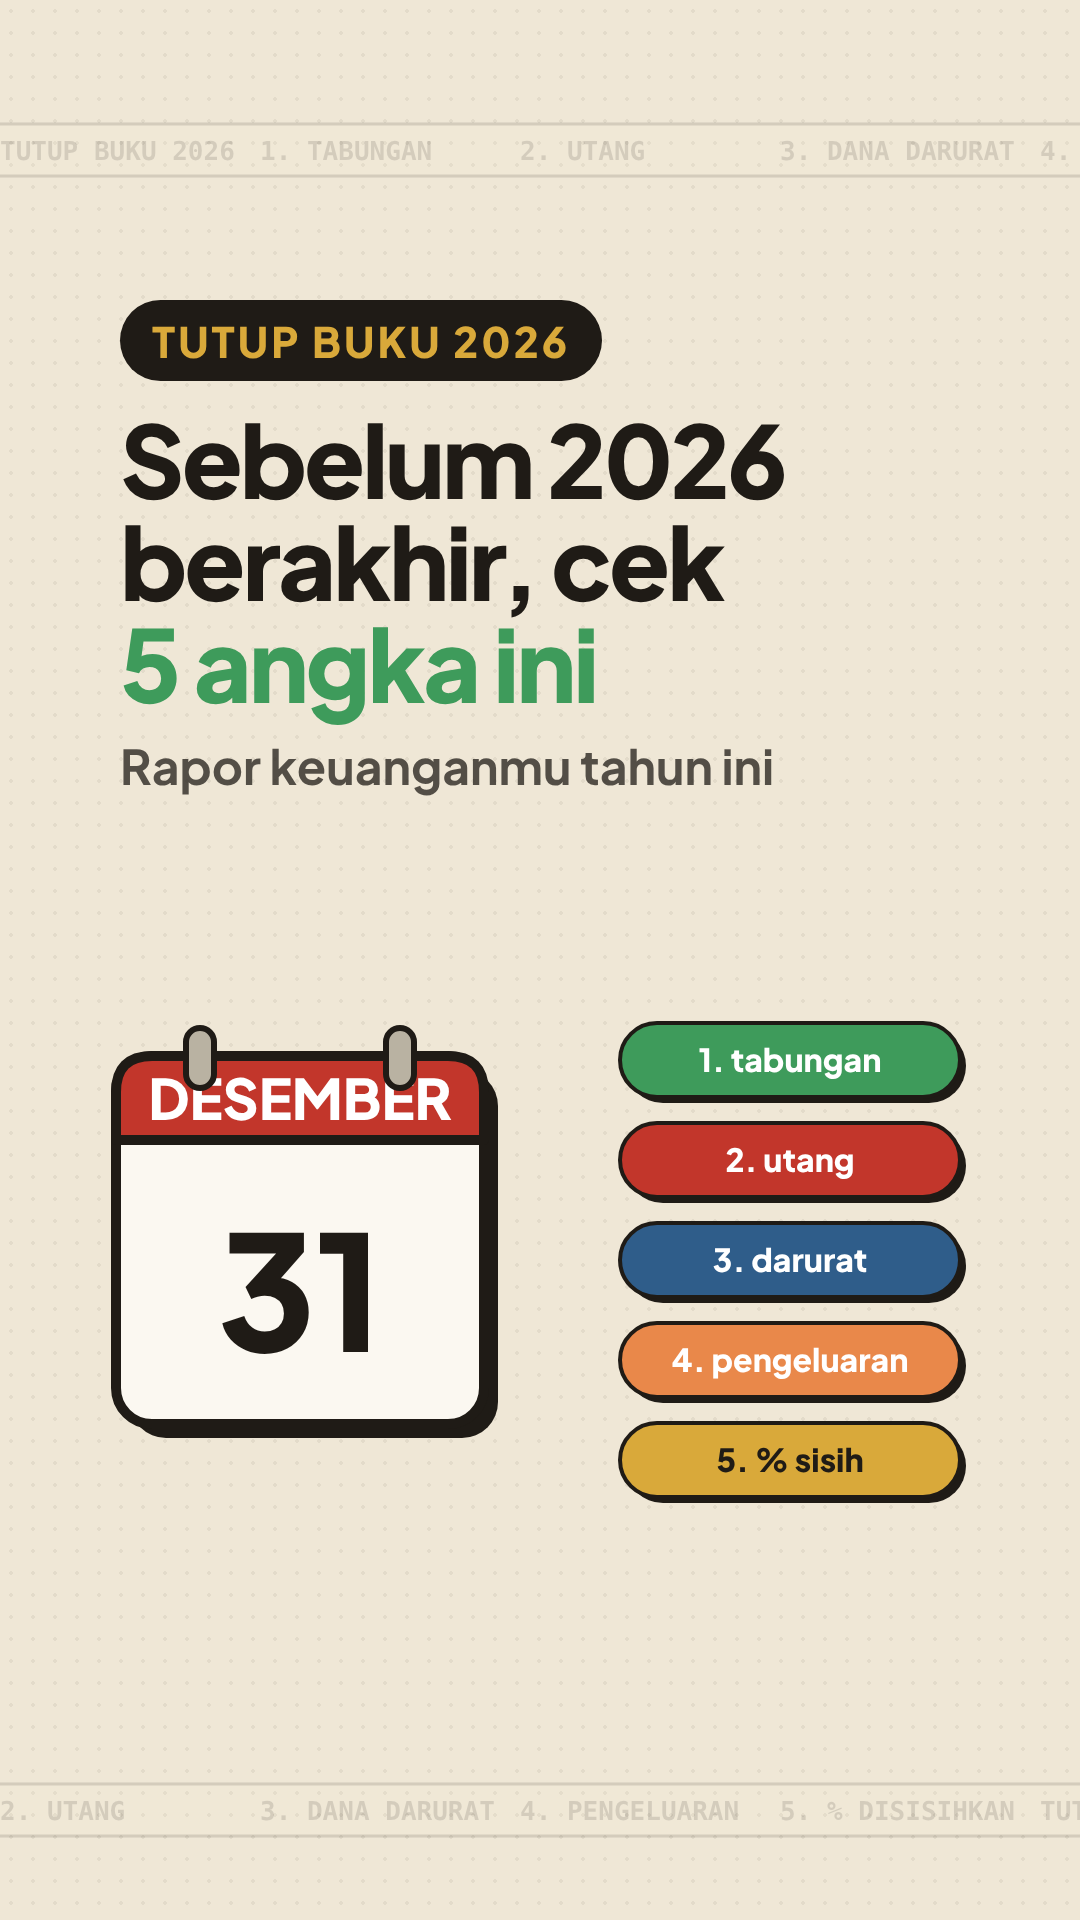 TUTUP BUKU 2026 1. TABUNGAN 2. UTANG 3. DANA DARURAT 4.
TUTUP BUKU 2026
Sebelum 2026
berakhir, cek
5 angka ini
Rapor keuanganmu tahun ini
DESEMBER
31
1. tabungan
2. utang
3. darurat
4. pengeluaran
5. % sisih
2. UTANG 3. DANA DARURAT 4. PENGELUARAN 5. % DISISIHKAN TUT